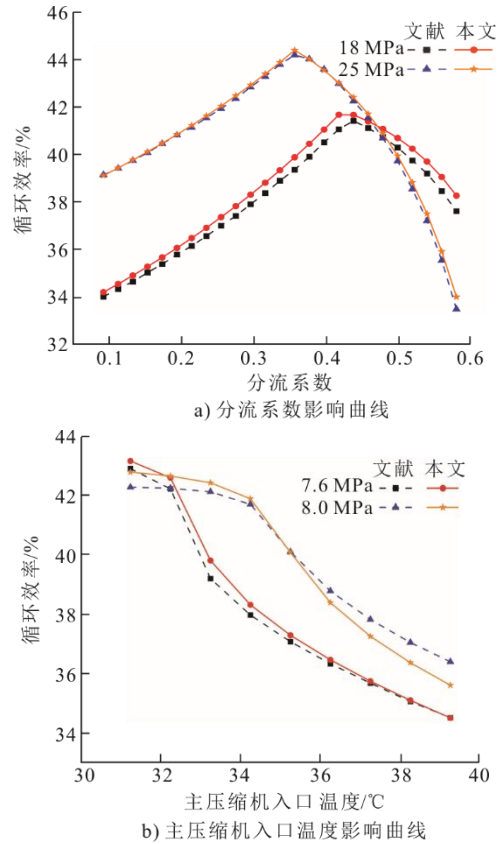 46
44
42
40
38
36
34
32
循环效率/%
文献 本文
18 MPa
25 MPa
0.1 0.2 0.3 0.4 0.5 0.6
分流系数
a) 分流系数影响曲线
44
42
40
38
36
34
循环效率/%
文献 本文
7.6 MPa
8.0 MPa
30 32 34 36 38 40
主压缩机入口温度/℃
b) 主压缩机入口温度影响曲线